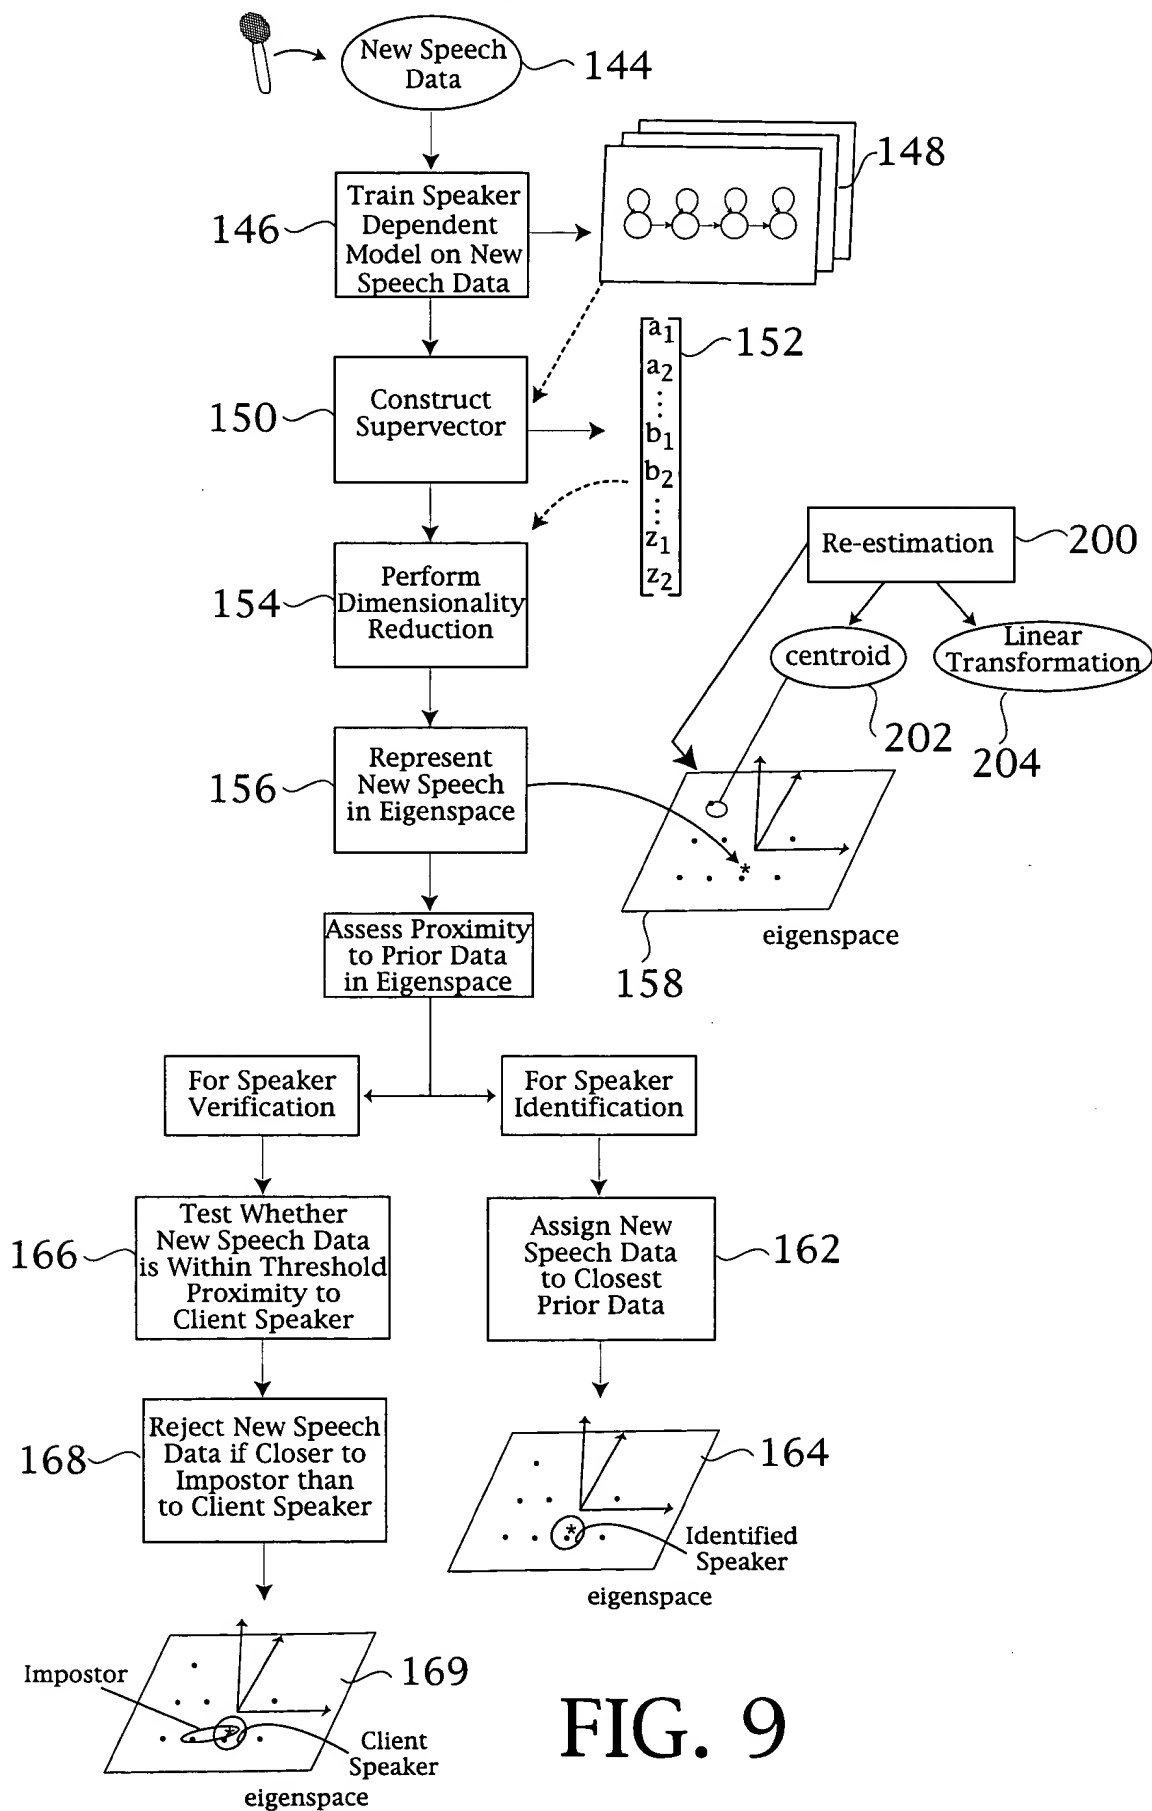 New Speech
Data
144
148
Train Speaker
Dependent
Model on New
Speech Data
146
a1
a2
b1
b2
z1
z2
152
Construct
Supervector
150
Re-estimation
200
Perform
Dimensionality
Reduction
154
centroid
202
Linear
Transformation
204
Represent
New Speech
in Eigenspace
156
eigenspace
158
Assess Proximity
to Prior Data
in Eigenspace
For Speaker
Verification
For Speaker
Identification
Test Whether
New Speech Data
is Within Threshold
Proximity to
Client Speaker
166
Assign New
Speech Data
to Closest
Prior Data
162
Reject New Speech
Data if Closer to
Impostor than
to Client Speaker
168
164
Identified
Speaker
eigenspace
Impostor
169
Client
Speaker
eigenspace
FIG. 9